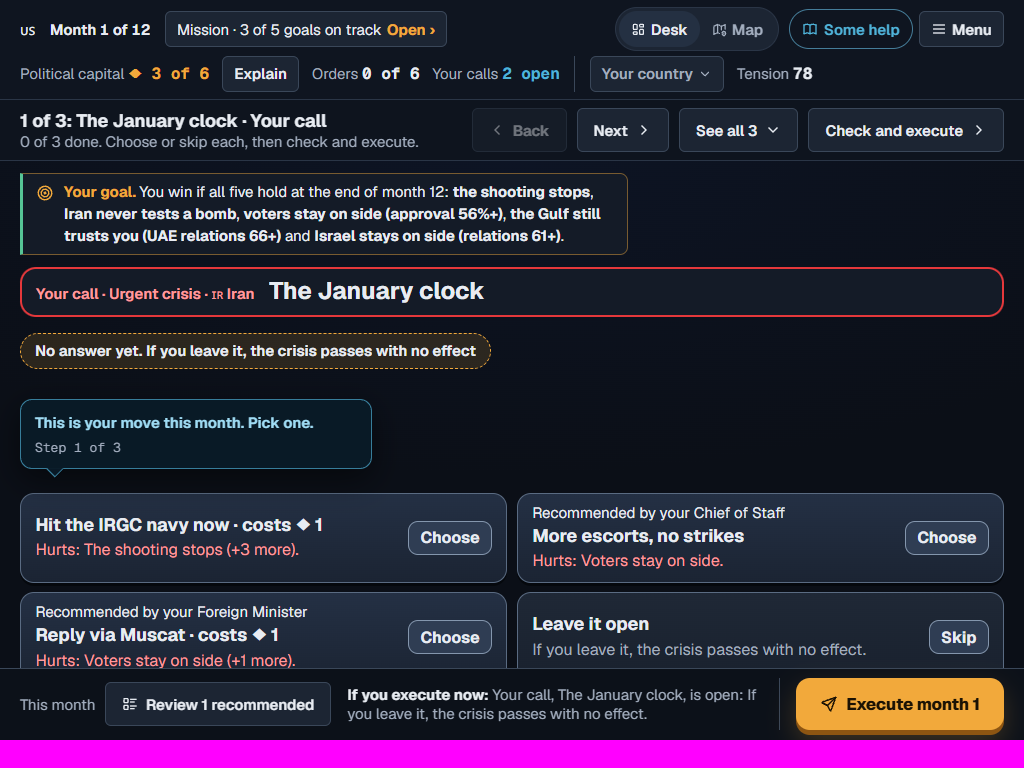 US Month 1 of 12 Mission · 3 of 5 goals on track Open › Desk Map Some help Menu
Political capital ◆ 3 of 6 Explain Orders 0 of 6 Your calls 2 open Your country Tension 78
1 of 3: The January clock · Your call
0 of 3 done. Choose or skip each, then check and execute.
Back Next See all 3 Check and execute
Your goal. You win if all five hold at the end of month 12: the shooting stops,
Iran never tests a bomb, voters stay on side (approval 56%+), the Gulf still
trusts you (UAE relations 66+) and Israel stays on side (relations 61+).
Your call · Urgent crisis · IR Iran The January clock
No answer yet. If you leave it, the crisis passes with no effect
This is your move this month. Pick one.
Step 1 of 3
Hit the IRGC navy now · costs ◆ 1
Hurts: The shooting stops (+3 more).
Choose
Recommended by your Chief of Staff
More escorts, no strikes
Hurts: Voters stay on side.
Choose
Recommended by your Foreign Minister
Reply via Muscat · costs ◆ 1
Hurts: Voters stay on side (+1 more).
Choose
Leave it open
If you leave it, the crisis passes with no effect.
Skip
This month Review 1 recommended
If you execute now: Your call, The January clock, is open: If
you leave it, the crisis passes with no effect.
Execute month 1